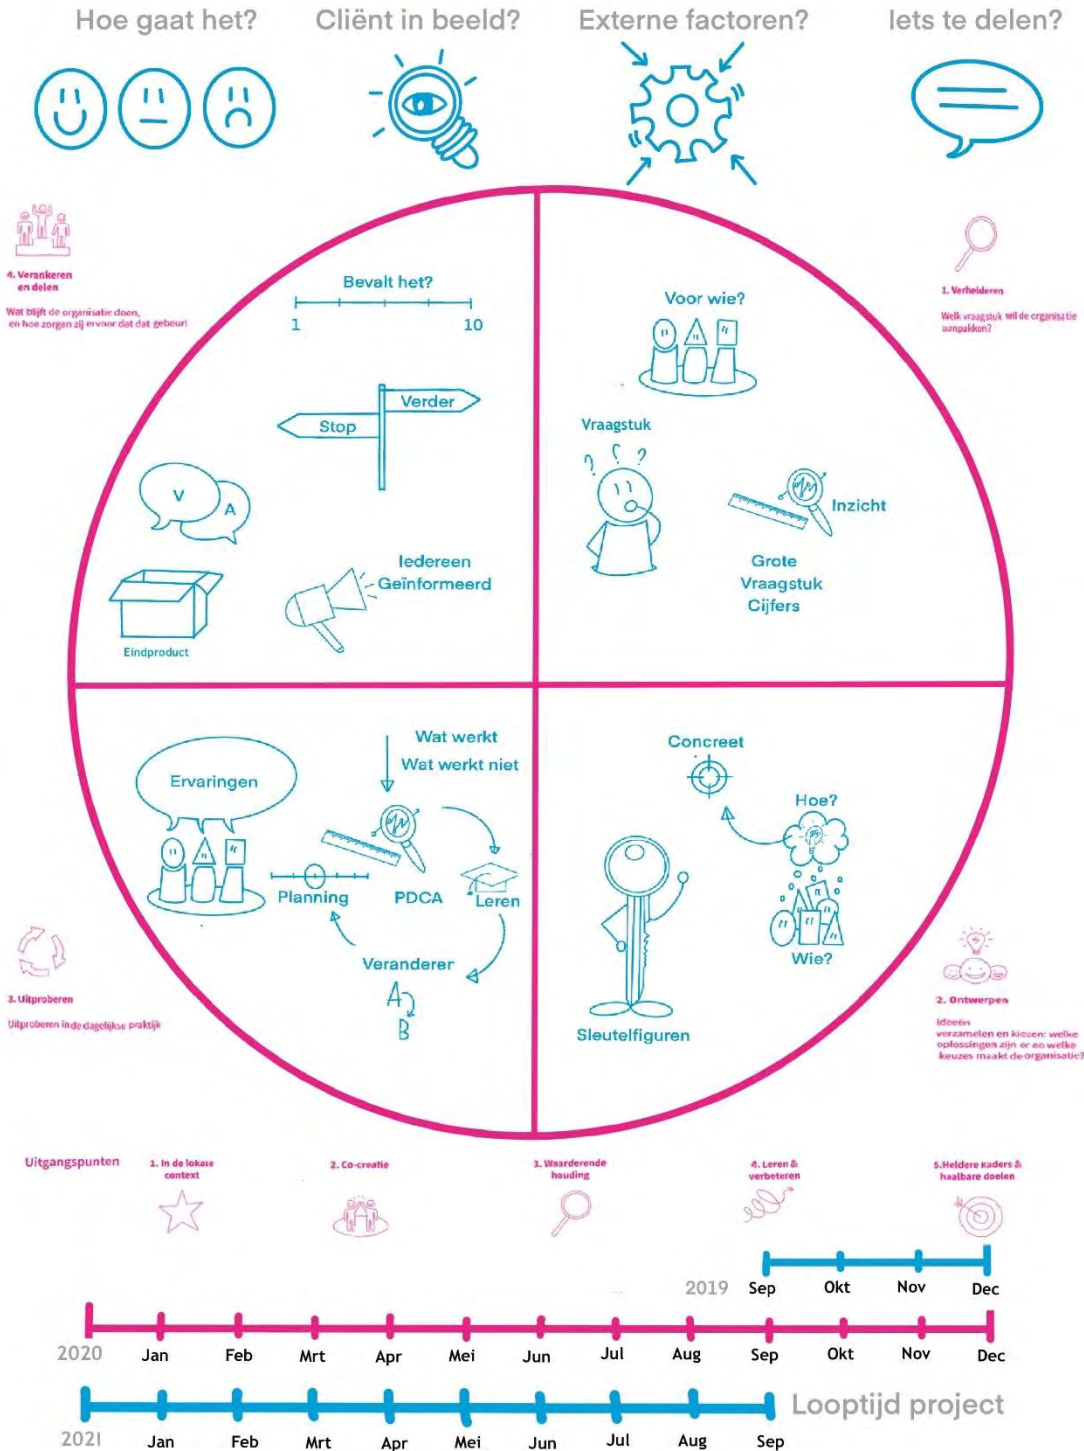 Hoe gaat het?
Cliënt in beeld?
Externe factoren?
Iets te delen?
4. Verankeren
en delen
Wat blijft de organisatie doen,
en hoe zorgen zij ervoor dat dat gebeurt
Bevalt het?
1
10
Verder
Stop
V
A
Iedereen
Geïnformeerd
Eindproduct
Voor wie?
Vraagstuk
? ? ?
Inzicht
Grote
Vraagstuk
Cijfers
1. Verhelderen
Welk vraagstuk wil de organisatie
aanpakken?
Ervaringen
Wat werkt
Wat werkt niet
Planning
PDCA
Leren
Veranderen
A
B
3. Uitproberen
Uitproberen in de dagelijkse praktijk
Concreet
Hoe?
Wie?
Sleutelfiguren
2. Ontwerpen
Ideeën
verzamelen en kiezen: welke
oplossingen zijn er en welke
keuzes maakt de organisatie?
Uitgangspunten
1. In de lokale
context
2. Co-creatie
3. Waarderende
houding
4. Leren &
verbeteren
5.Heldere kaders &
haalbare doelen
2019 Sep Okt Nov Dec
2020 Jan Feb Mrt Apr Mei Jun Jul Aug Sep Okt Nov Dec
Looptijd project
2021 Jan Feb Mrt Apr Mei Jun Jul Aug Sep